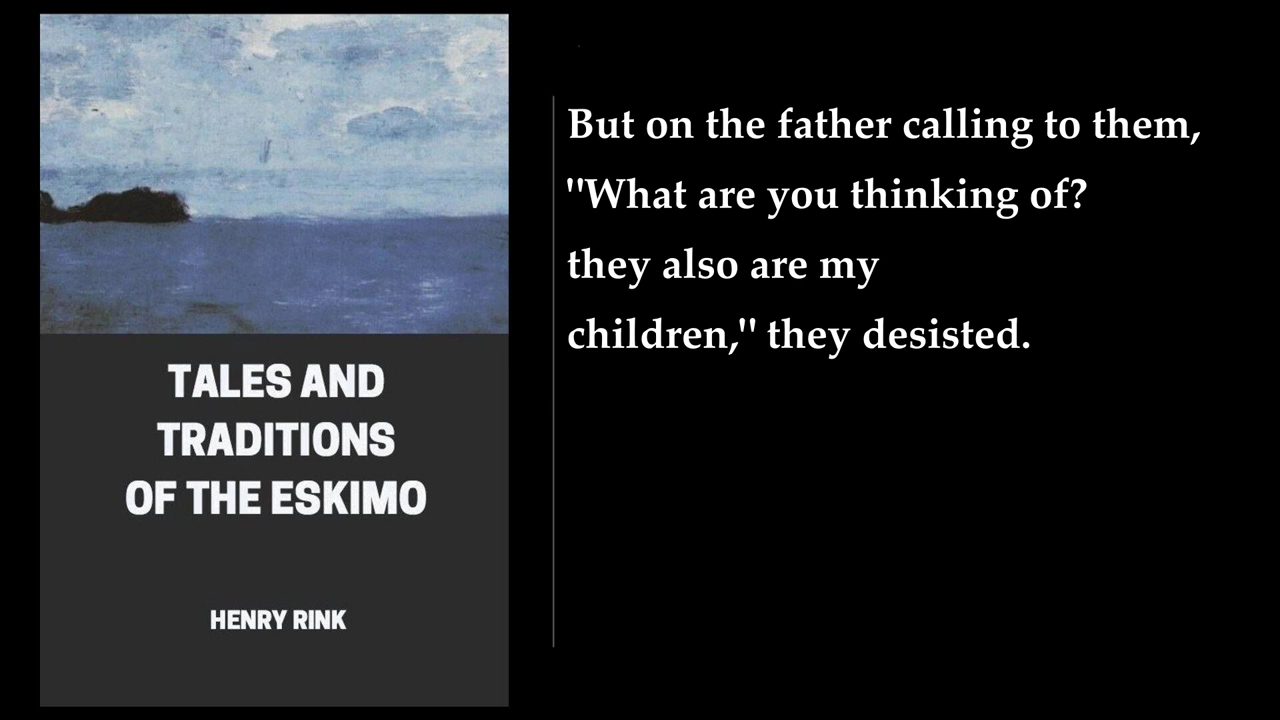 TALES AND
TRADITIONS
OF THE ESKIMO
HENRY RINK
But on the father calling to them,
"What are you thinking of?
they also are my
children," they desisted.